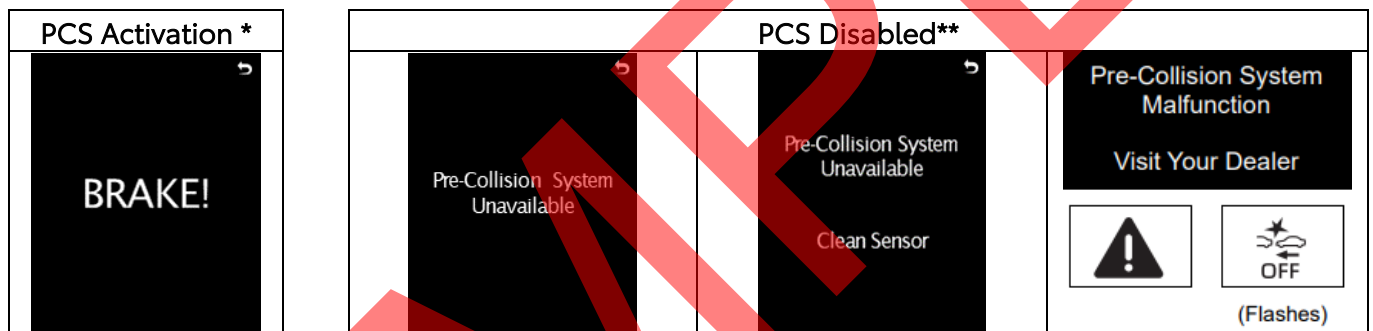 PCS Activation *
PCS Disabled**
BRAKE!
Pre-Collision System
Unavailable
Pre-Collision System
Unavailable
Clean Sensor
Pre-Collision System
Malfunction
Visit Your Dealer
OFF
(Flashes)